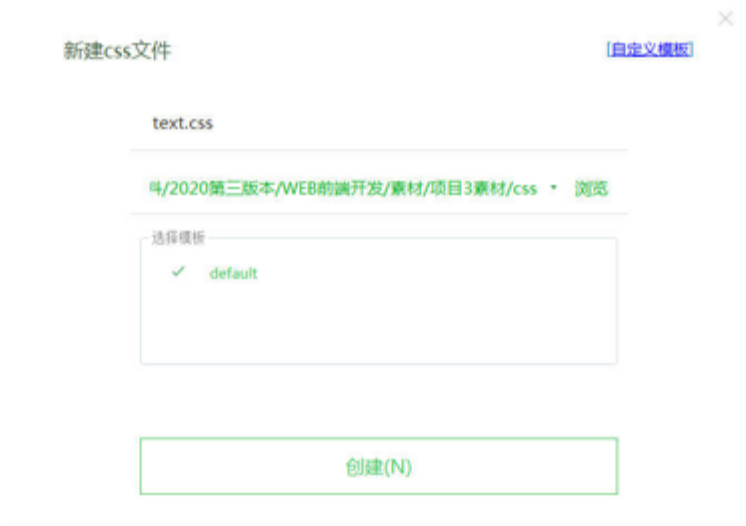 新建css文件 [自定义模板]
text.css
/2020第三版本/WEB前端开发/素材/项目3素材/css 浏览
选择模板
default
创建(N)